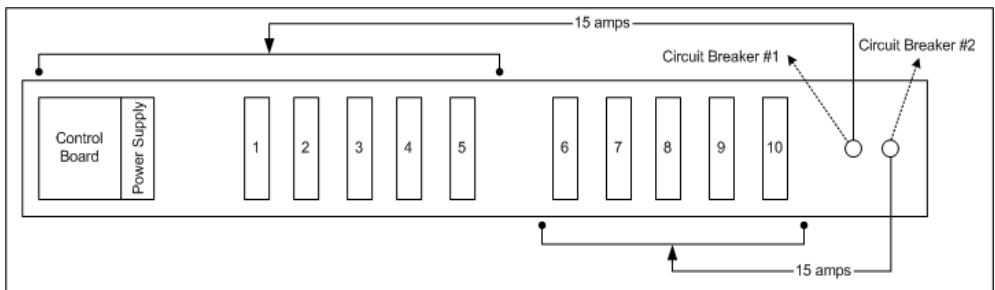 15 amps
Circuit Breaker #1
Circuit Breaker #2
Control
Board
Power Supply
1
2
3
4
5
6
7
8
9
10
15 amps